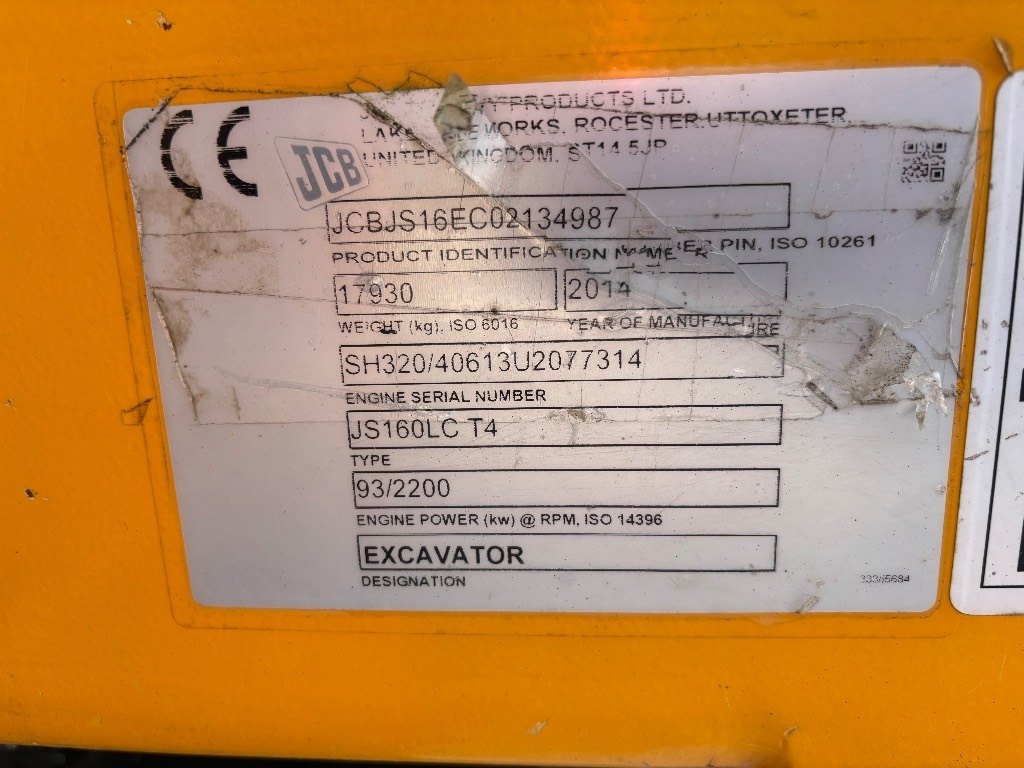 CE
JCB
PRODUCTS LTD.
WORKS, ROCESTER, UTTOXETER,
UNITED KINGDOM, ST14 5JP
JCBJS16EC02134987
PRODUCT IDENTIFICATION PIN, ISO 10261
17930 2014
WEIGHT (kg), ISO 6016 YEAR OF MANUFACTURE
SH320/40613U2077314
ENGINE SERIAL NUMBER
JS160LC T4
TYPE
93/2200
ENGINE POWER (kw) @ RPM, ISO 14396
EXCAVATOR
DESIGNATION